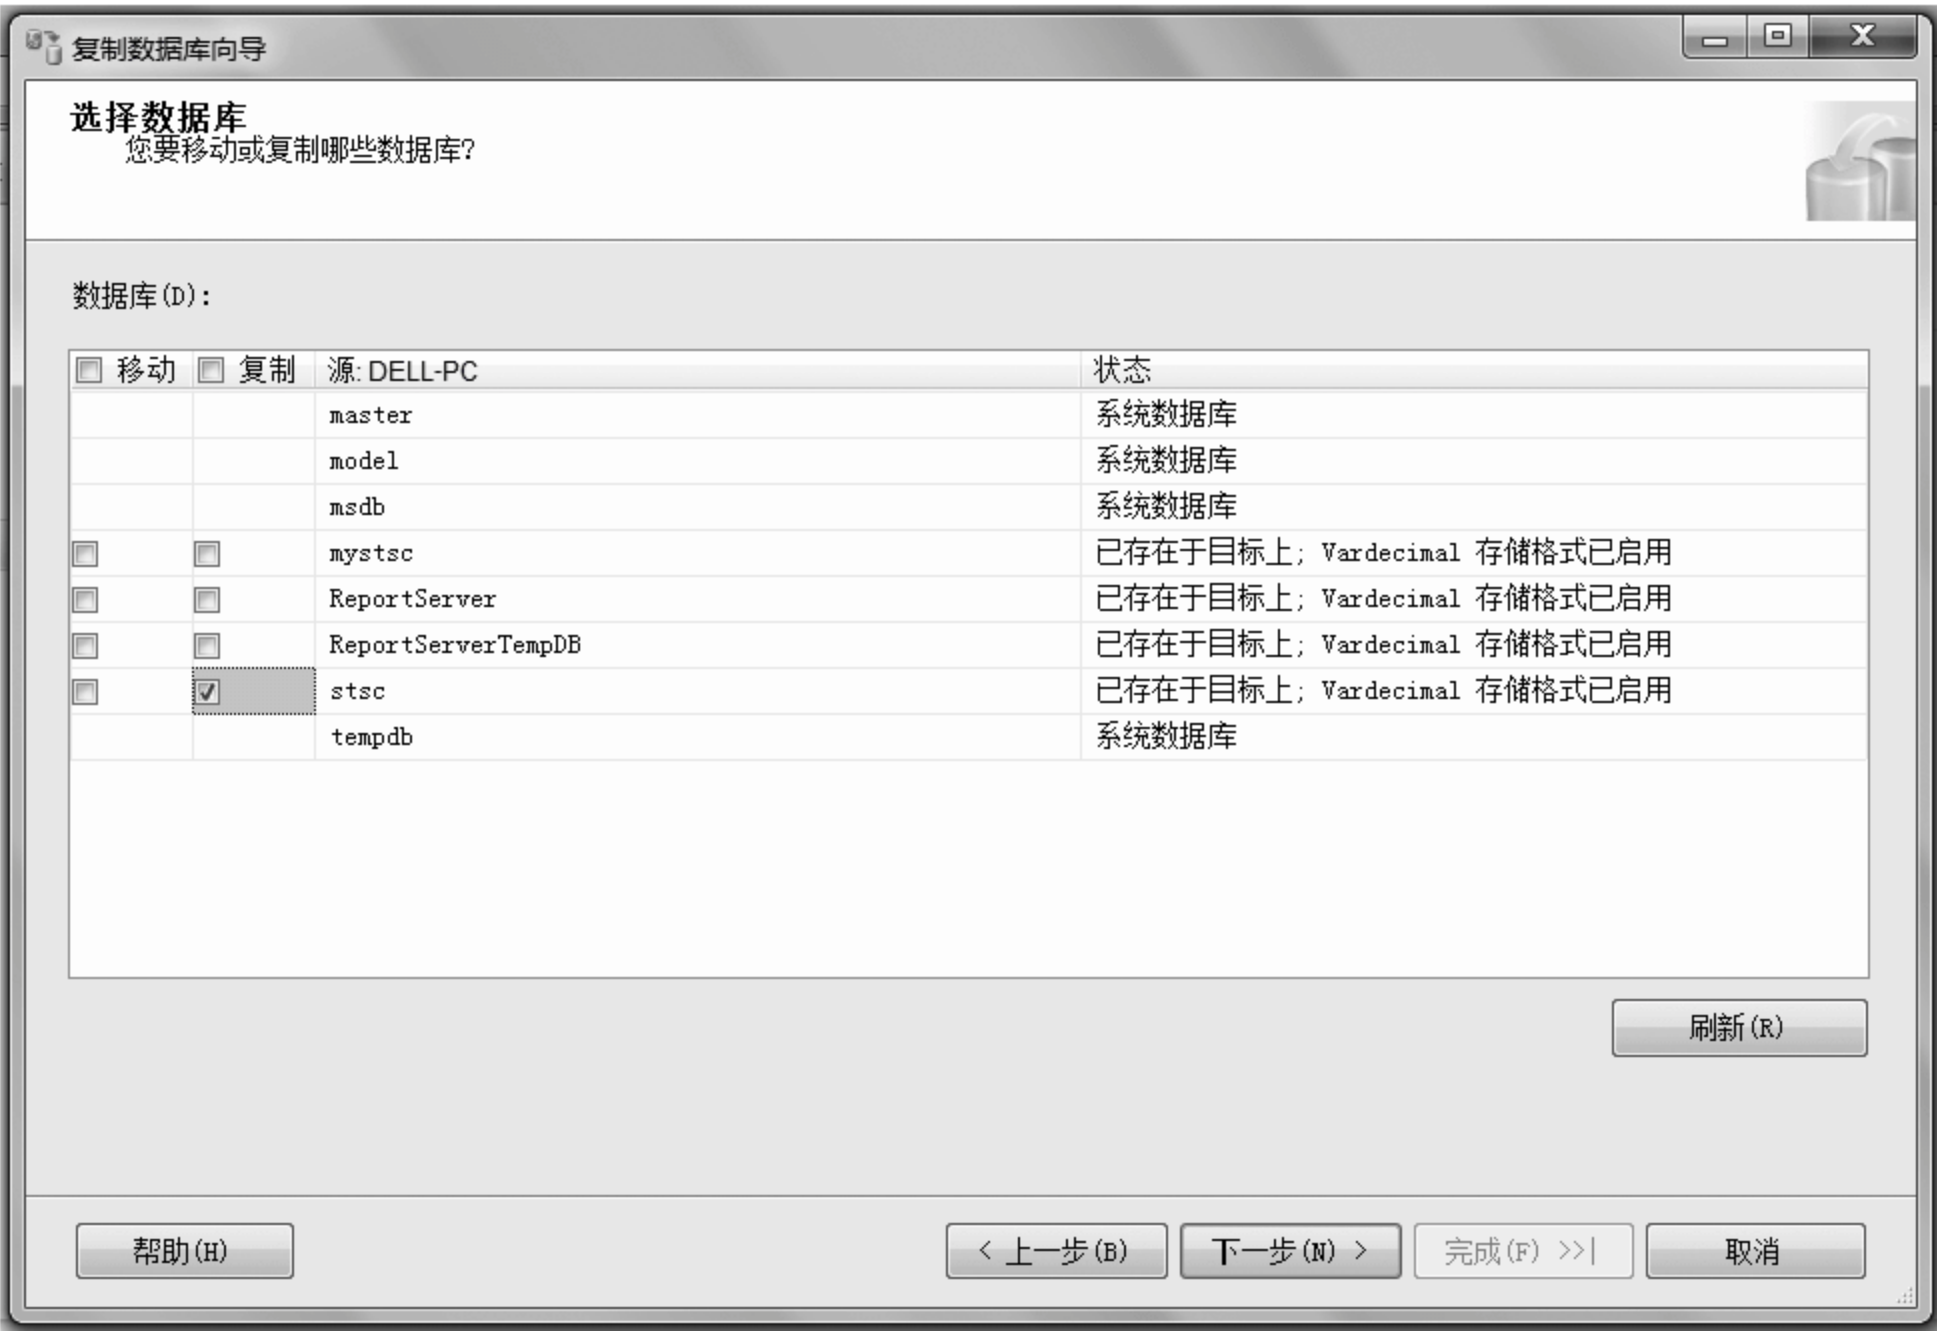 复制数据库向导
选择数据库
您要移动或复制哪些数据库?
数据库(D):
移动 复制 源: DELL-PC 状态
master 系统数据库
model 系统数据库
msdb 系统数据库
mystsc 已存在于目标上; Vardecimal 存储格式已启用
ReportServer 已存在于目标上; Vardecimal 存储格式已启用
ReportServerTempDB 已存在于目标上; Vardecimal 存储格式已启用
stsc 已存在于目标上; Vardecimal 存储格式已启用
tempdb 系统数据库
刷新(R)
帮助(H) < 上一步(B) 下一步(N) > 完成(F) >>| 取消